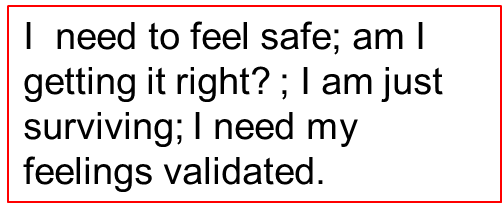 I  need to feel safe; am I
getting it right? ; I am just
surviving; I need my
feelings validated.